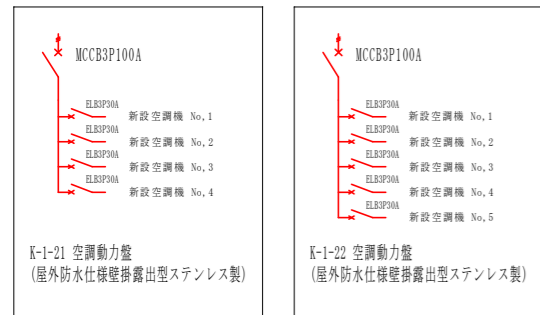 MCCB3P100A
ELB3P30A
新設空調機 No,1
ELB3P30A
新設空調機 No,2
ELB3P30A
新設空調機 No,3
ELB3P30A
新設空調機 No,4
K-1-21 空調動力盤
(屋外防水仕様壁掛露出型ステンレス製)
MCCB3P100A
ELB3P30A
新設空調機 No,1
ELB3P30A
新設空調機 No,2
ELB3P30A
新設空調機 No,3
ELB3P30A
新設空調機 No,4
ELB3P30A
新設空調機 No,5
K-1-22 空調動力盤
(屋外防水仕様壁掛露出型ステンレス製)